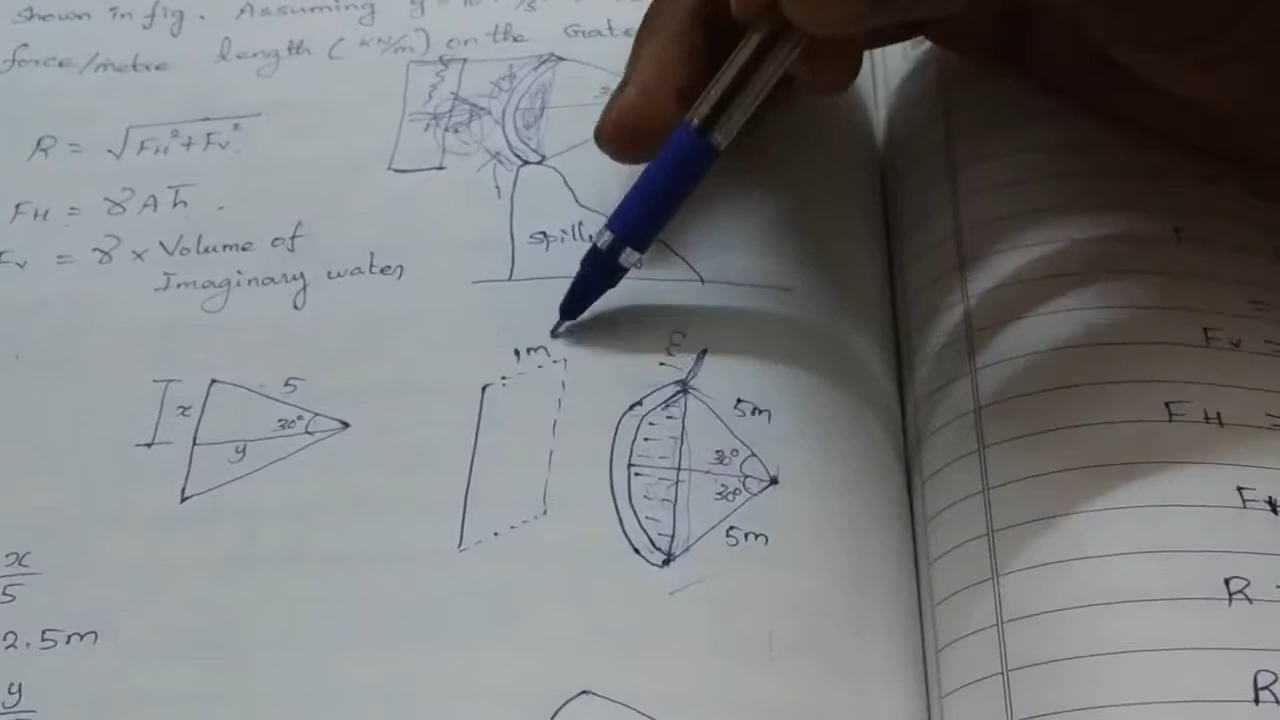 shown in fig. Assuming
force/metre length (kN/m) on the Gate
R = √FH²+Fv²
FH = γAh̄.
Fv = γ × Volume of
Imaginary water
spill
1m
x
5
30°
y
5m
30°
30°
5m
x
5
2.5m
y
Fv =
FH =
Fv
R
R